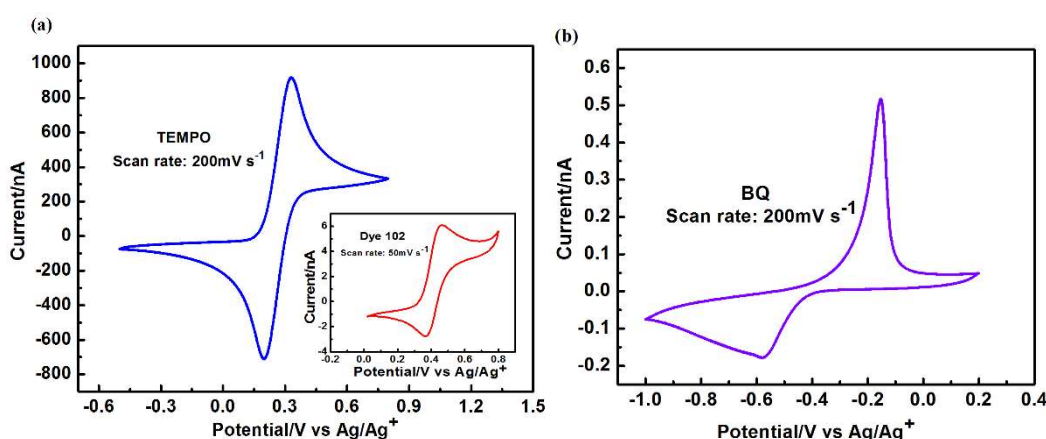 (a)
1000
800
600
400
200
0
-200
-400
-600
-800
Current/nA
TEMPO
Scan rate: 200mV s⁻¹
-0.6 -0.3 0.0 0.3 0.6 0.9 1.2 1.5
Potential/V vs Ag/Ag⁺
6
4
2
0
-2
-4
Current/nA
Dye 102
Scan rate: 50mV s⁻¹
-0.2 0.0 0.2 0.4 0.6 0.8
Potential/V vs Ag/Ag⁺
(b)
0.6
0.5
0.4
0.3
0.2
0.1
0.0
-0.1
-0.2
Current/nA
BQ
Scan rate: 200mV s⁻¹
-1.0 -0.8 -0.6 -0.4 -0.2 0.0 0.2 0.4
Potential/V vs Ag/Ag⁺